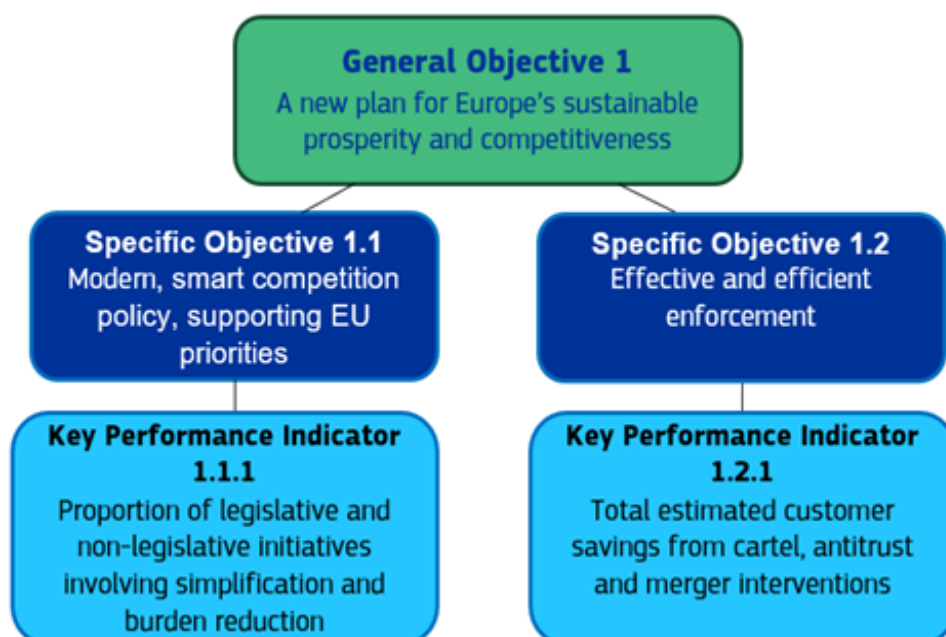 General Objective 1
A new plan for Europe's sustainable
prosperity and competitiveness
Specific Objective 1.1
Modern, smart competition
policy, supporting EU
priorities
Specific Objective 1.2
Effective and efficient
enforcement
Key Performance Indicator
1.1.1
Proportion of legislative and
non-legislative initiatives
involving simplification and
burden reduction
Key Performance Indicator
1.2.1
Total estimated customer
savings from cartel, antitrust
and merger interventions